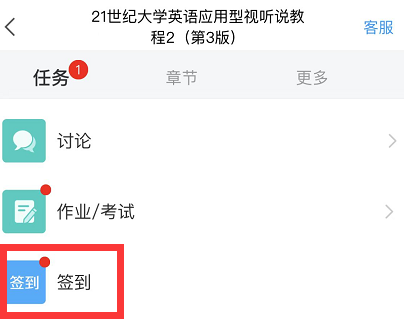 21世纪大学英语应用型视听说教
程2（第3版）
客服
任务 1
章节
更多
讨论
作业/考试
签到 签到